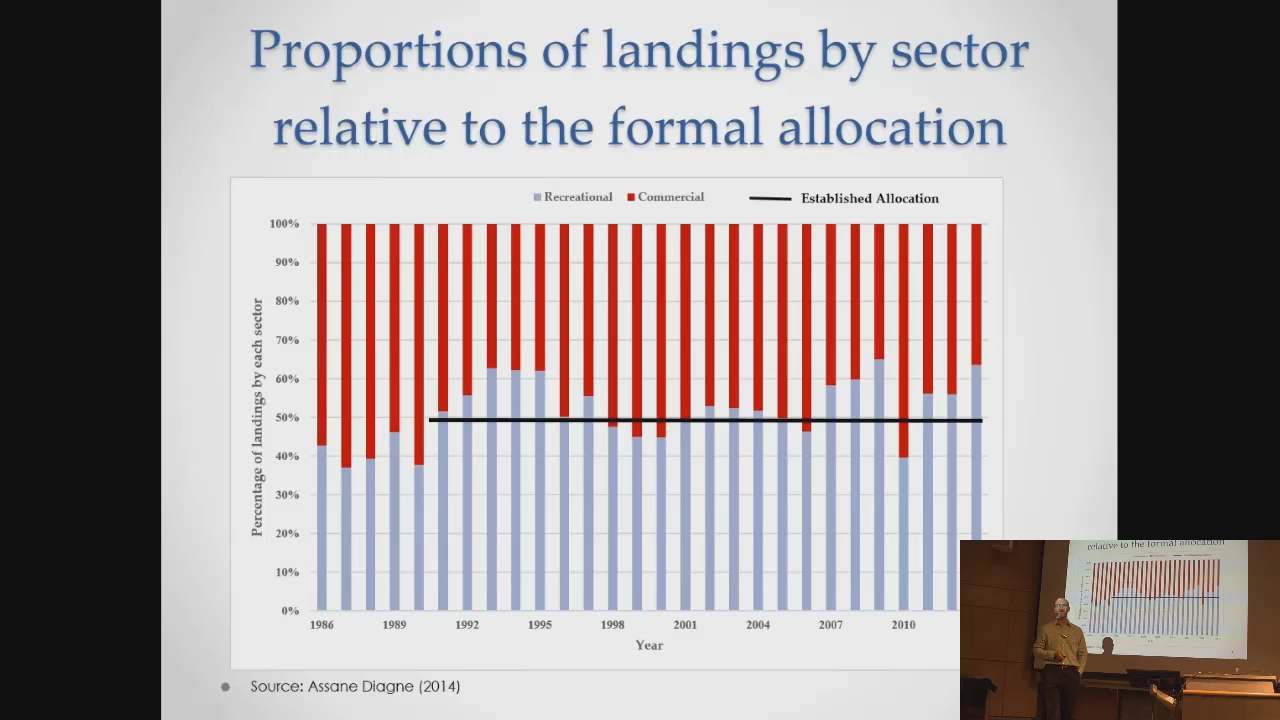 Proportions of landings by sector
relative to the formal allocation
Recreational Commercial Established Allocation
100%
90%
80%
70%
60%
50%
40%
30%
20%
10%
0%
Percentage of landings by each sector
1986 1989 1992 1995 1998 2001 2004 2007 2010
Year
Source: Assane Diagne (2014)
relative to the formal allocation